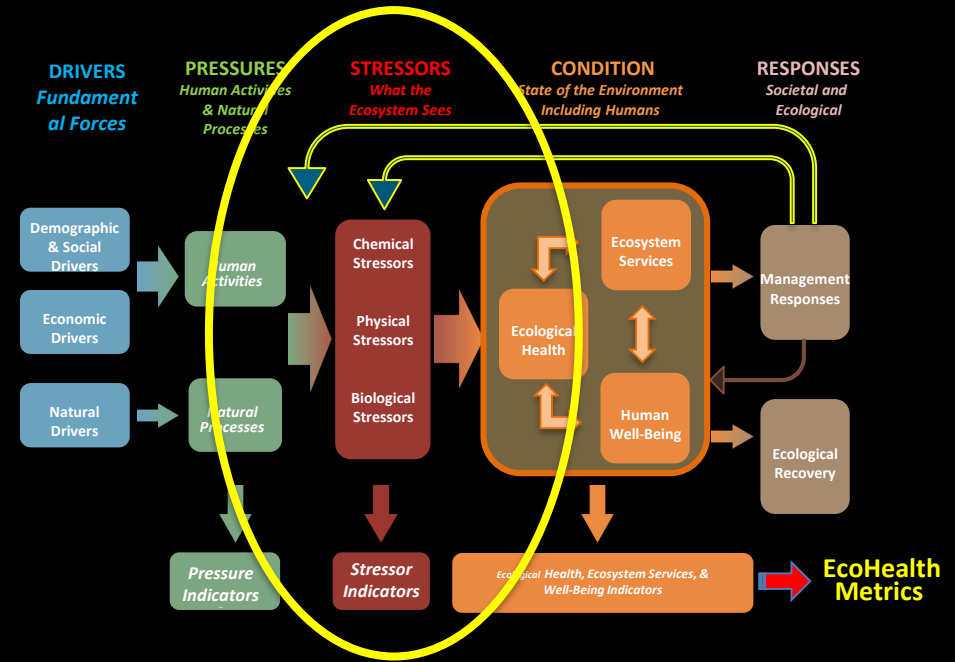 DRIVERS
Fundament
al Forces
PRESSURES
Human Activities
& Natural
Processes
STRESSORS
What the
Ecosystem Sees
CONDITION
State of the Environment
Including Humans
RESPONSES
Societal and
Ecological
Demographic
& Social
Drivers
Economic
Drivers
Natural
Drivers
Human
Activities
Natural
Processes
Chemical
Stressors
Physical
Stressors
Biological
Stressors
Ecological
Health
Ecosystem
Services
Human
Well-Being
Management
Responses
Ecological
Recovery
Pressure
Indicators
Stressor
Indicators
Ecological Health, Ecosystem Services, &
Well-Being Indicators
EcoHealth
Metrics